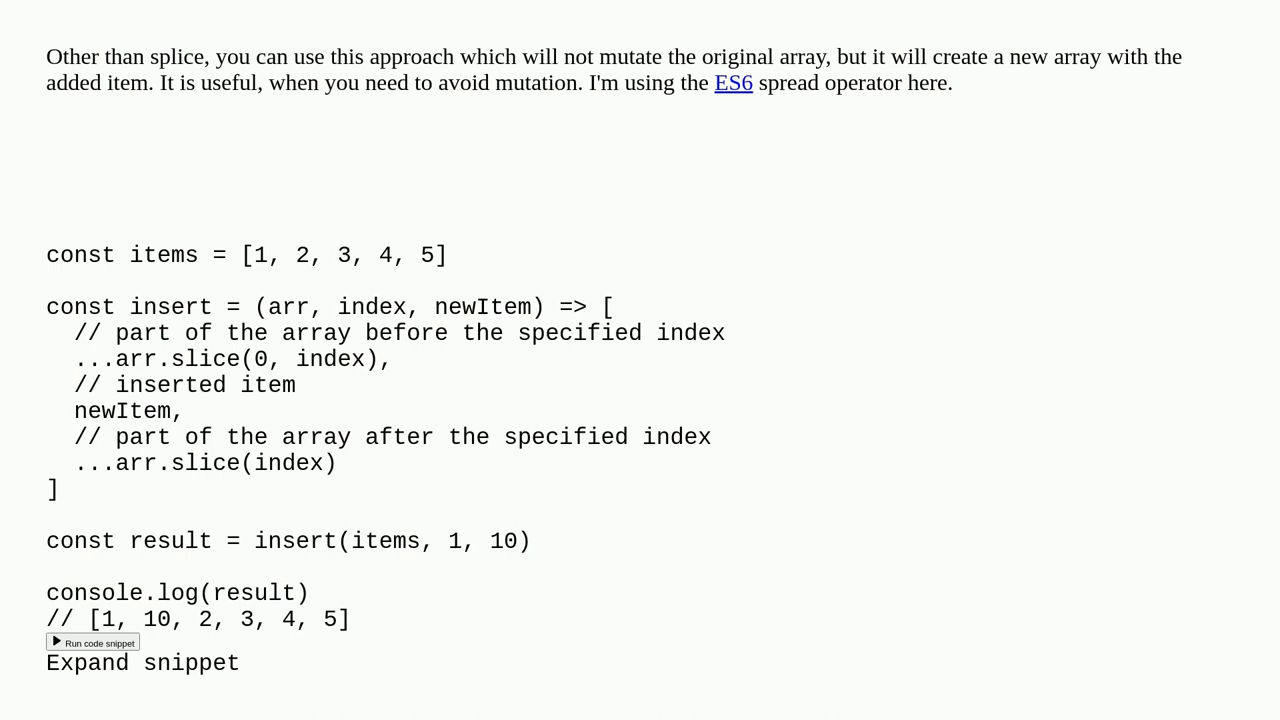 Other than splice, you can use this approach which will not mutate the original array, but it will create a new array with the
added item. It is useful, when you need to avoid mutation. I'm using the ES6 spread operator here.
const items = [1, 2, 3, 4, 5]
const insert = (arr, index, newItem) => [
  // part of the array before the specified index
  ...arr.slice(0, index),
  // inserted item
  newItem,
  // part of the array after the specified index
  ...arr.slice(index)
]
const result = insert(items, 1, 10)
console.log(result)
// [1, 10, 2, 3, 4, 5]
Run code snippet
Expand snippet